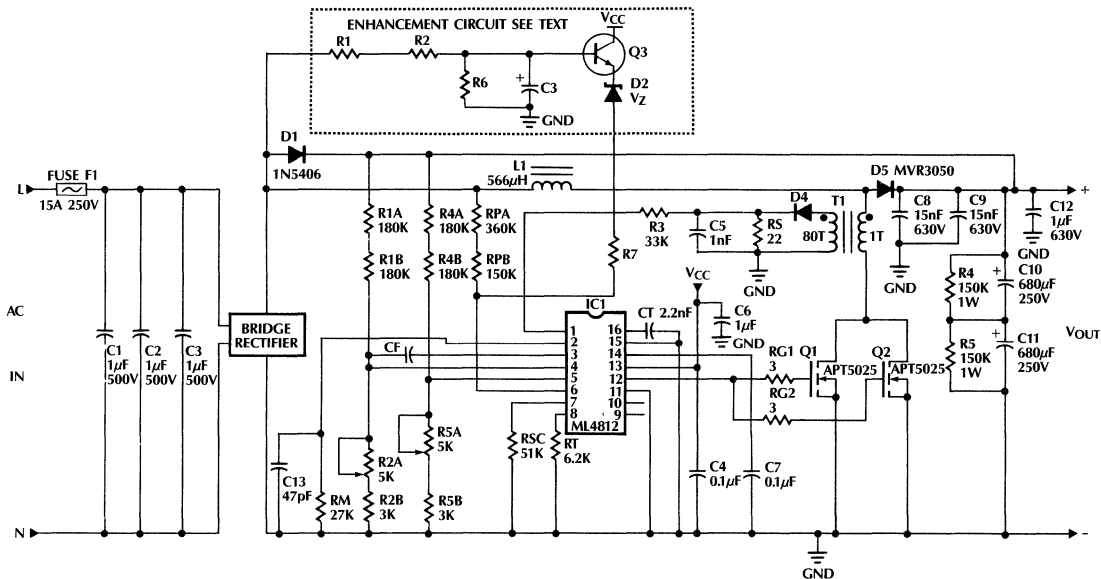 ENHANCEMENT CIRCUIT SEE TEXT
VCC
R1
R2
Q3
R6
+
C3
D2
VZ
GND
D1
1N5406
L1
566µH
D5 MVR3050
FUSE F1
L
15A 250V
+
C8
15nF
630V
C9
15nF
630V
C12
1µF
630V
GND
R1A
180K
R4A
180K
RPA
360K
R3
33K
C5
1nF
RS
22
D4
T1
80T
1T
R1B
180K
R4B
180K
RPB
150K
R7
GND
GND
VCC
R4
150K
1W
+
C10
680µF
250V
IC1
CT 2.2nF
C6
1µF
GND
AC
IN
BRIDGE
RECTIFIER
C1
1µF
500V
C2
1µF
500V
C3
1µF
500V
CF
1
2
3
4
5
6
7
8
16
15
14
13
12
11
10
9
ML4812
RG1
3
Q1
APT5025
Q2
APT5025
RG2
3
R5
150K
1W
+
C11
680µF
250V
VOUT
R5A
5K
R2A
5K
RSC
51K
RT
6.2K
C13
47pF
RM
27K
R2B
3K
R5B
3K
C4
0.1µF
C7
0.1µF
N
-
GND